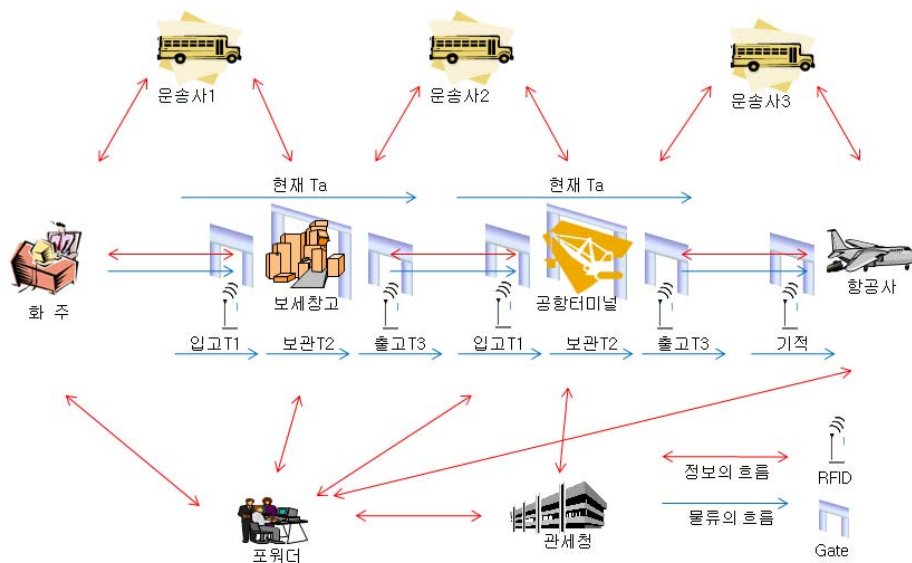 운송사1
운송사2
운송사3
현재 Ta
현재 Ta
화 주
보세창고
공항터미널
항공사
입고T1
보관T2
출고T3
입고T1
보관T2
출고T3
기적
정보의 흐름
RFID
물류의 흐름
Gate
포워더
관세청